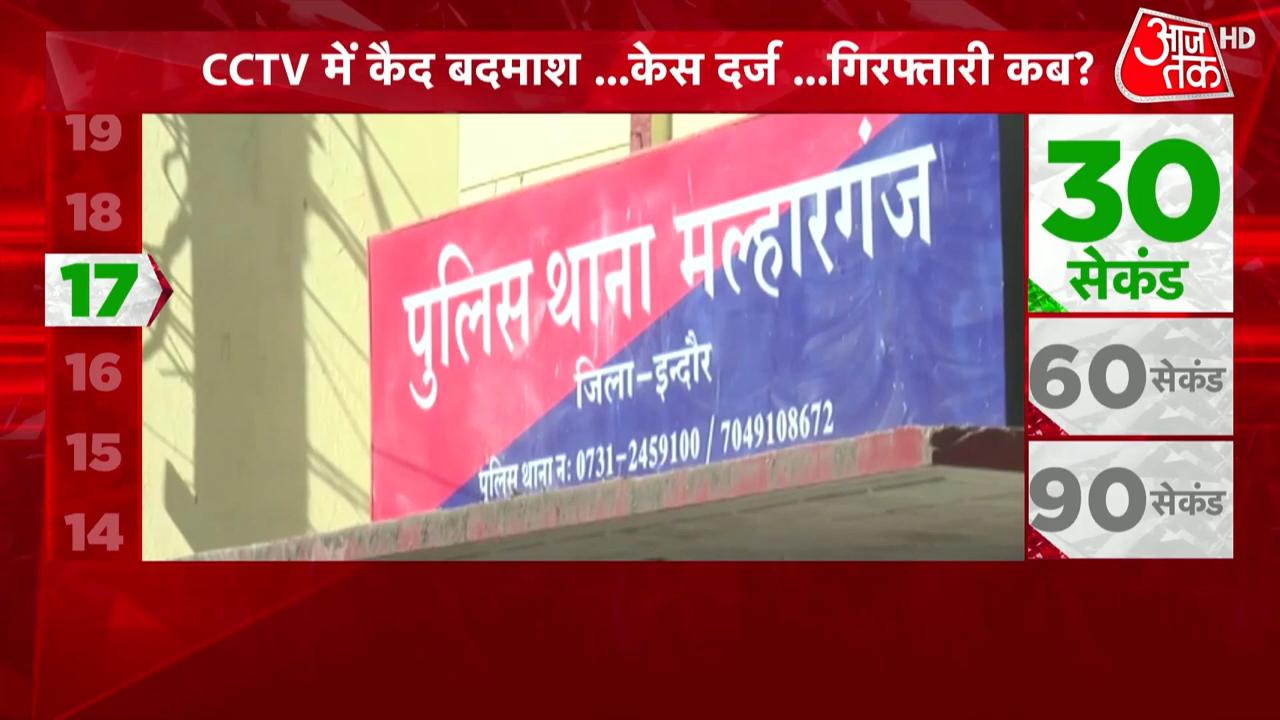 CCTV में कैद बदमाश ...केस दर्ज ...गिरफ्तारी कब?
आज तक HD
19
18
17
16
15
14
पुलिस थाना मल्हारगंज
जिला-इन्दौर
पुलिस थाना न: 0731-2459100 / 7049108672
30
सेकंड
60 सेकंड
90 सेकंड